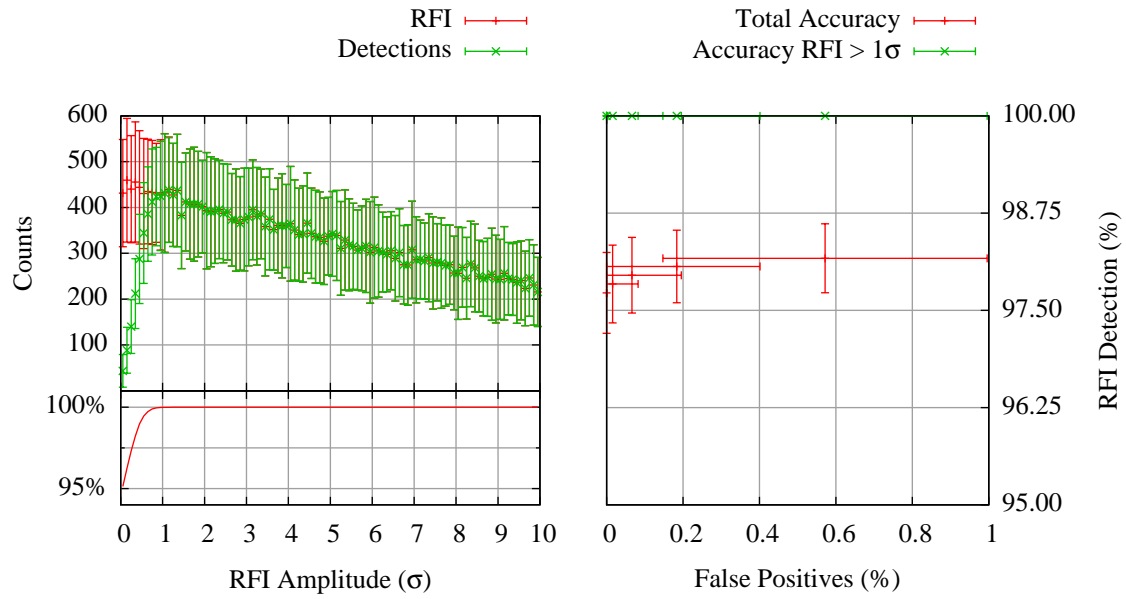 RFI
Detections
Total Accuracy
Accuracy RFI > 1σ
600
500
400
300
200
100
Counts
100%
95%
0 1 2 3 4 5 6 7 8 9 10
RFI Amplitude (σ)
100.00
98.75
97.50
96.25
95.00
RFI Detection (%)
0 0.2 0.4 0.6 0.8 1
False Positives (%)